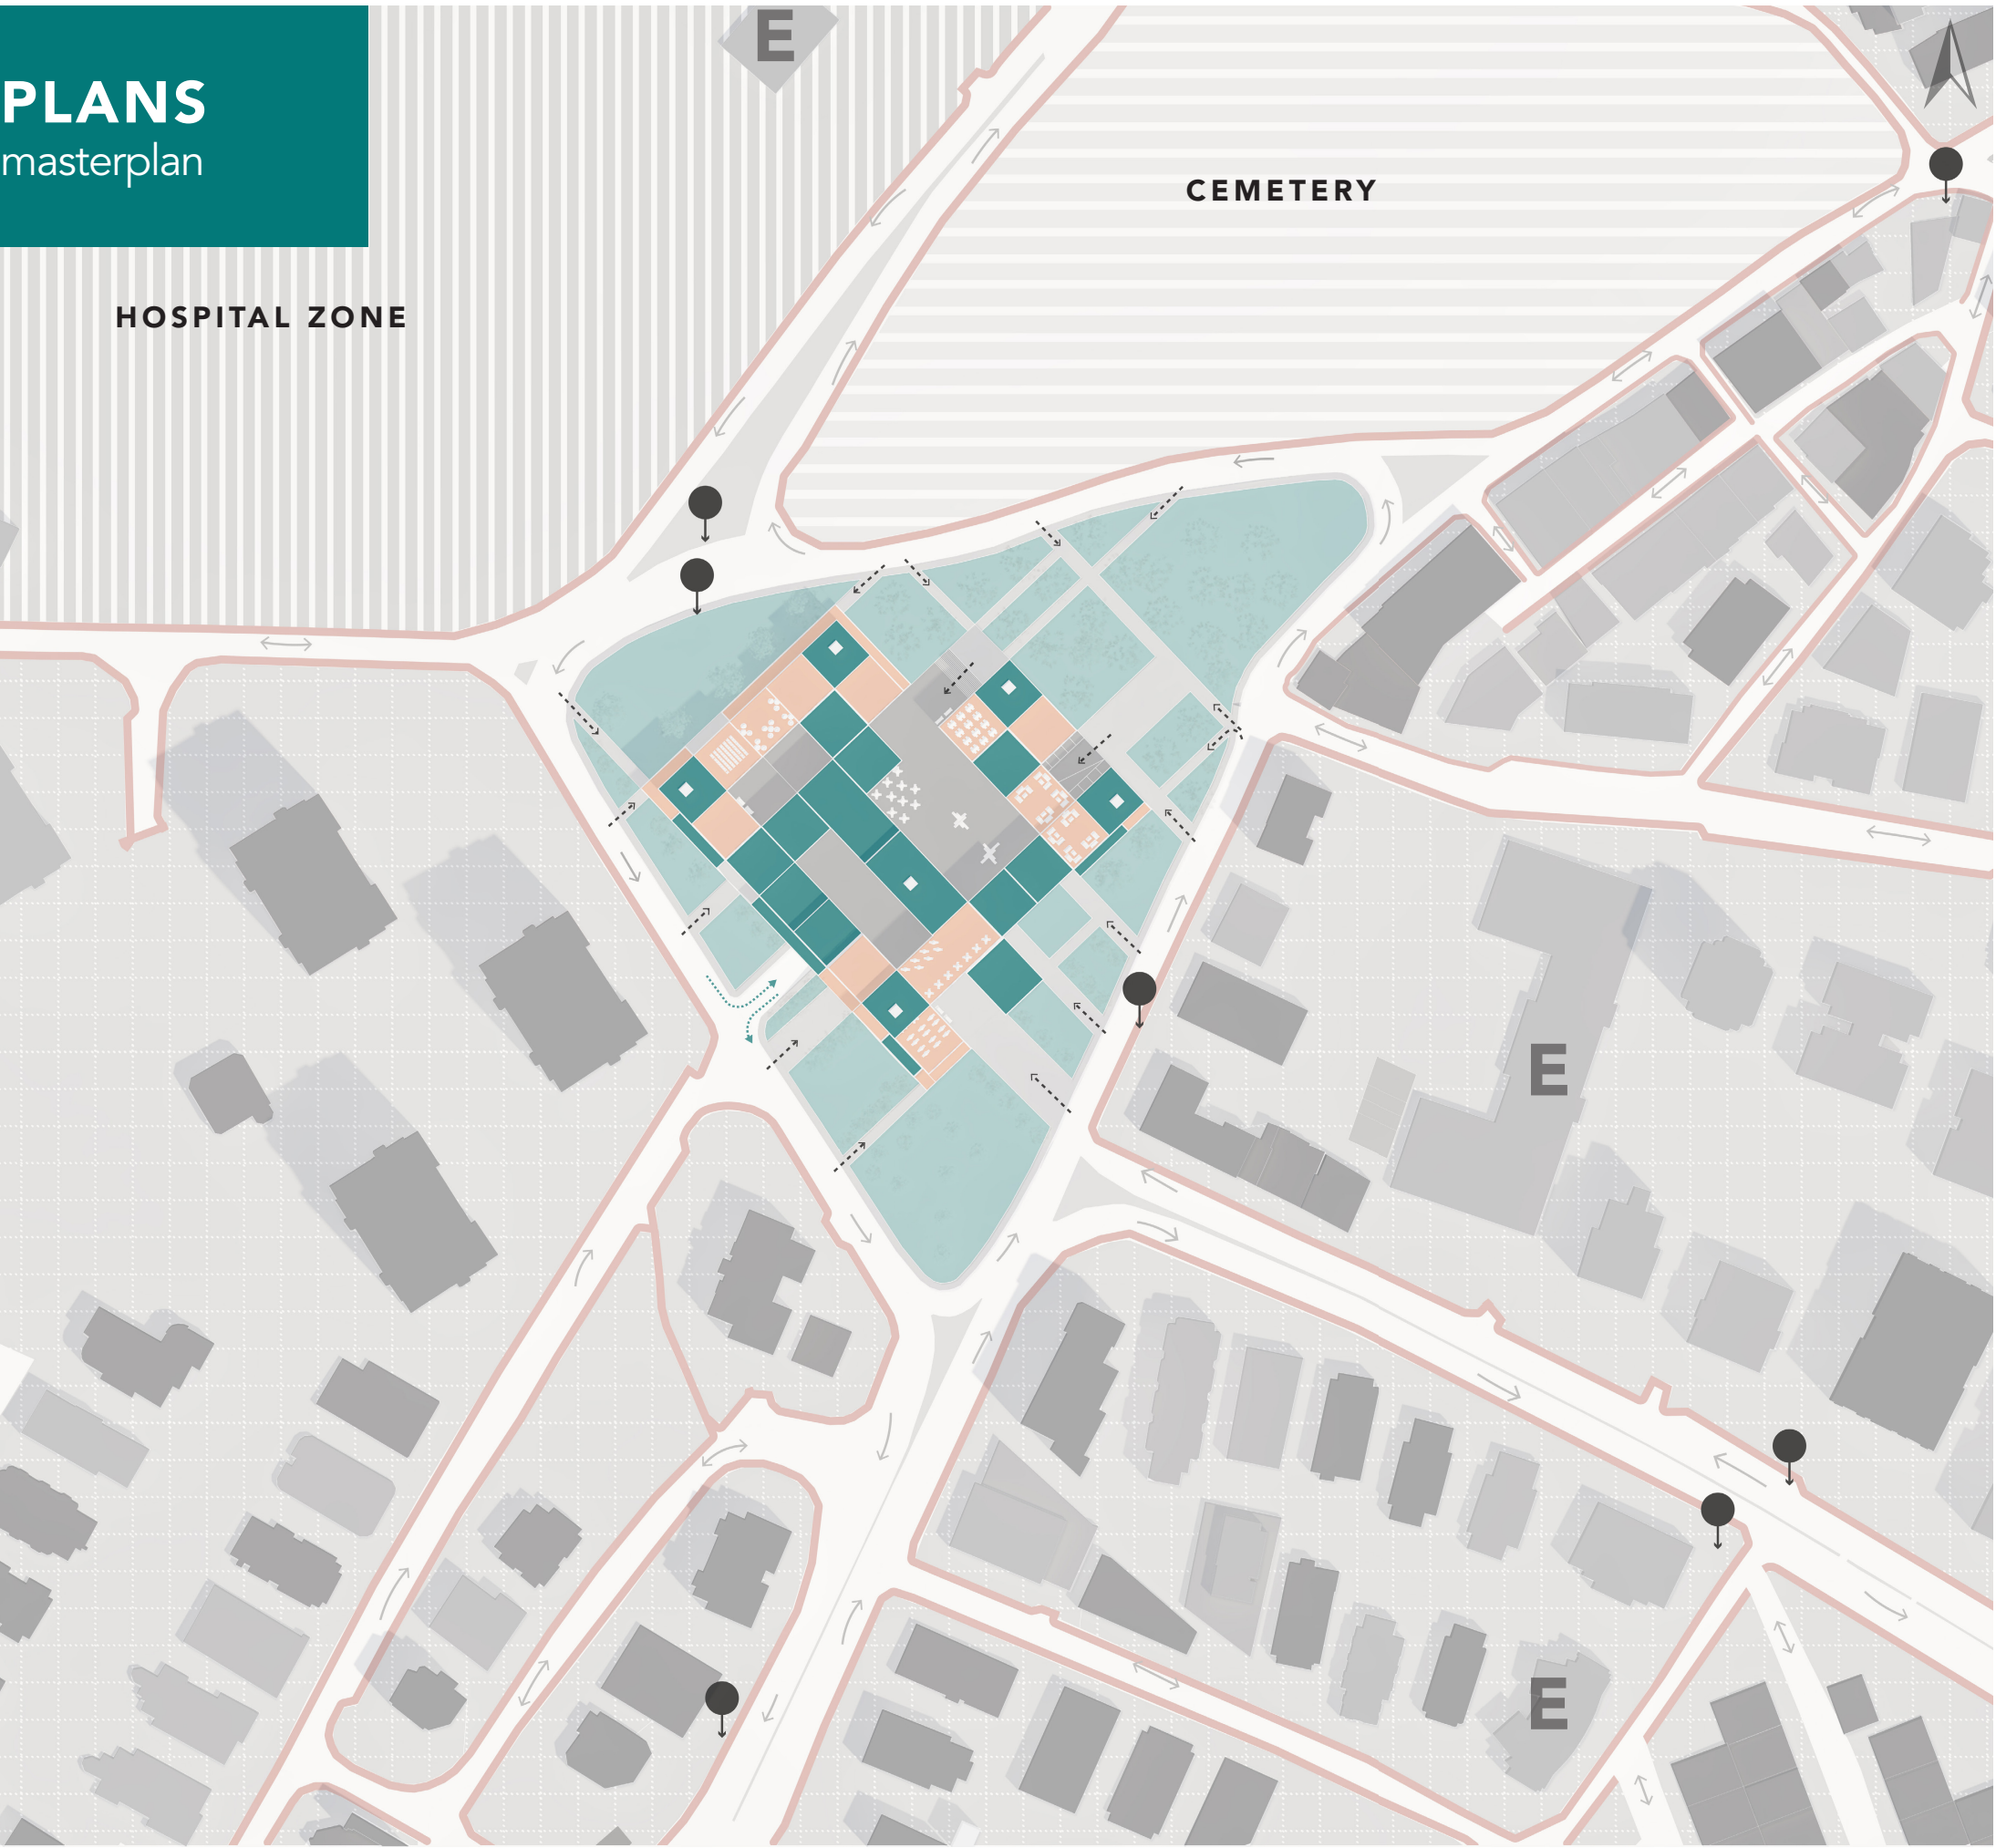 E
PLANS
masterplan
CEMETERY
HOSPITAL ZONE
E
E